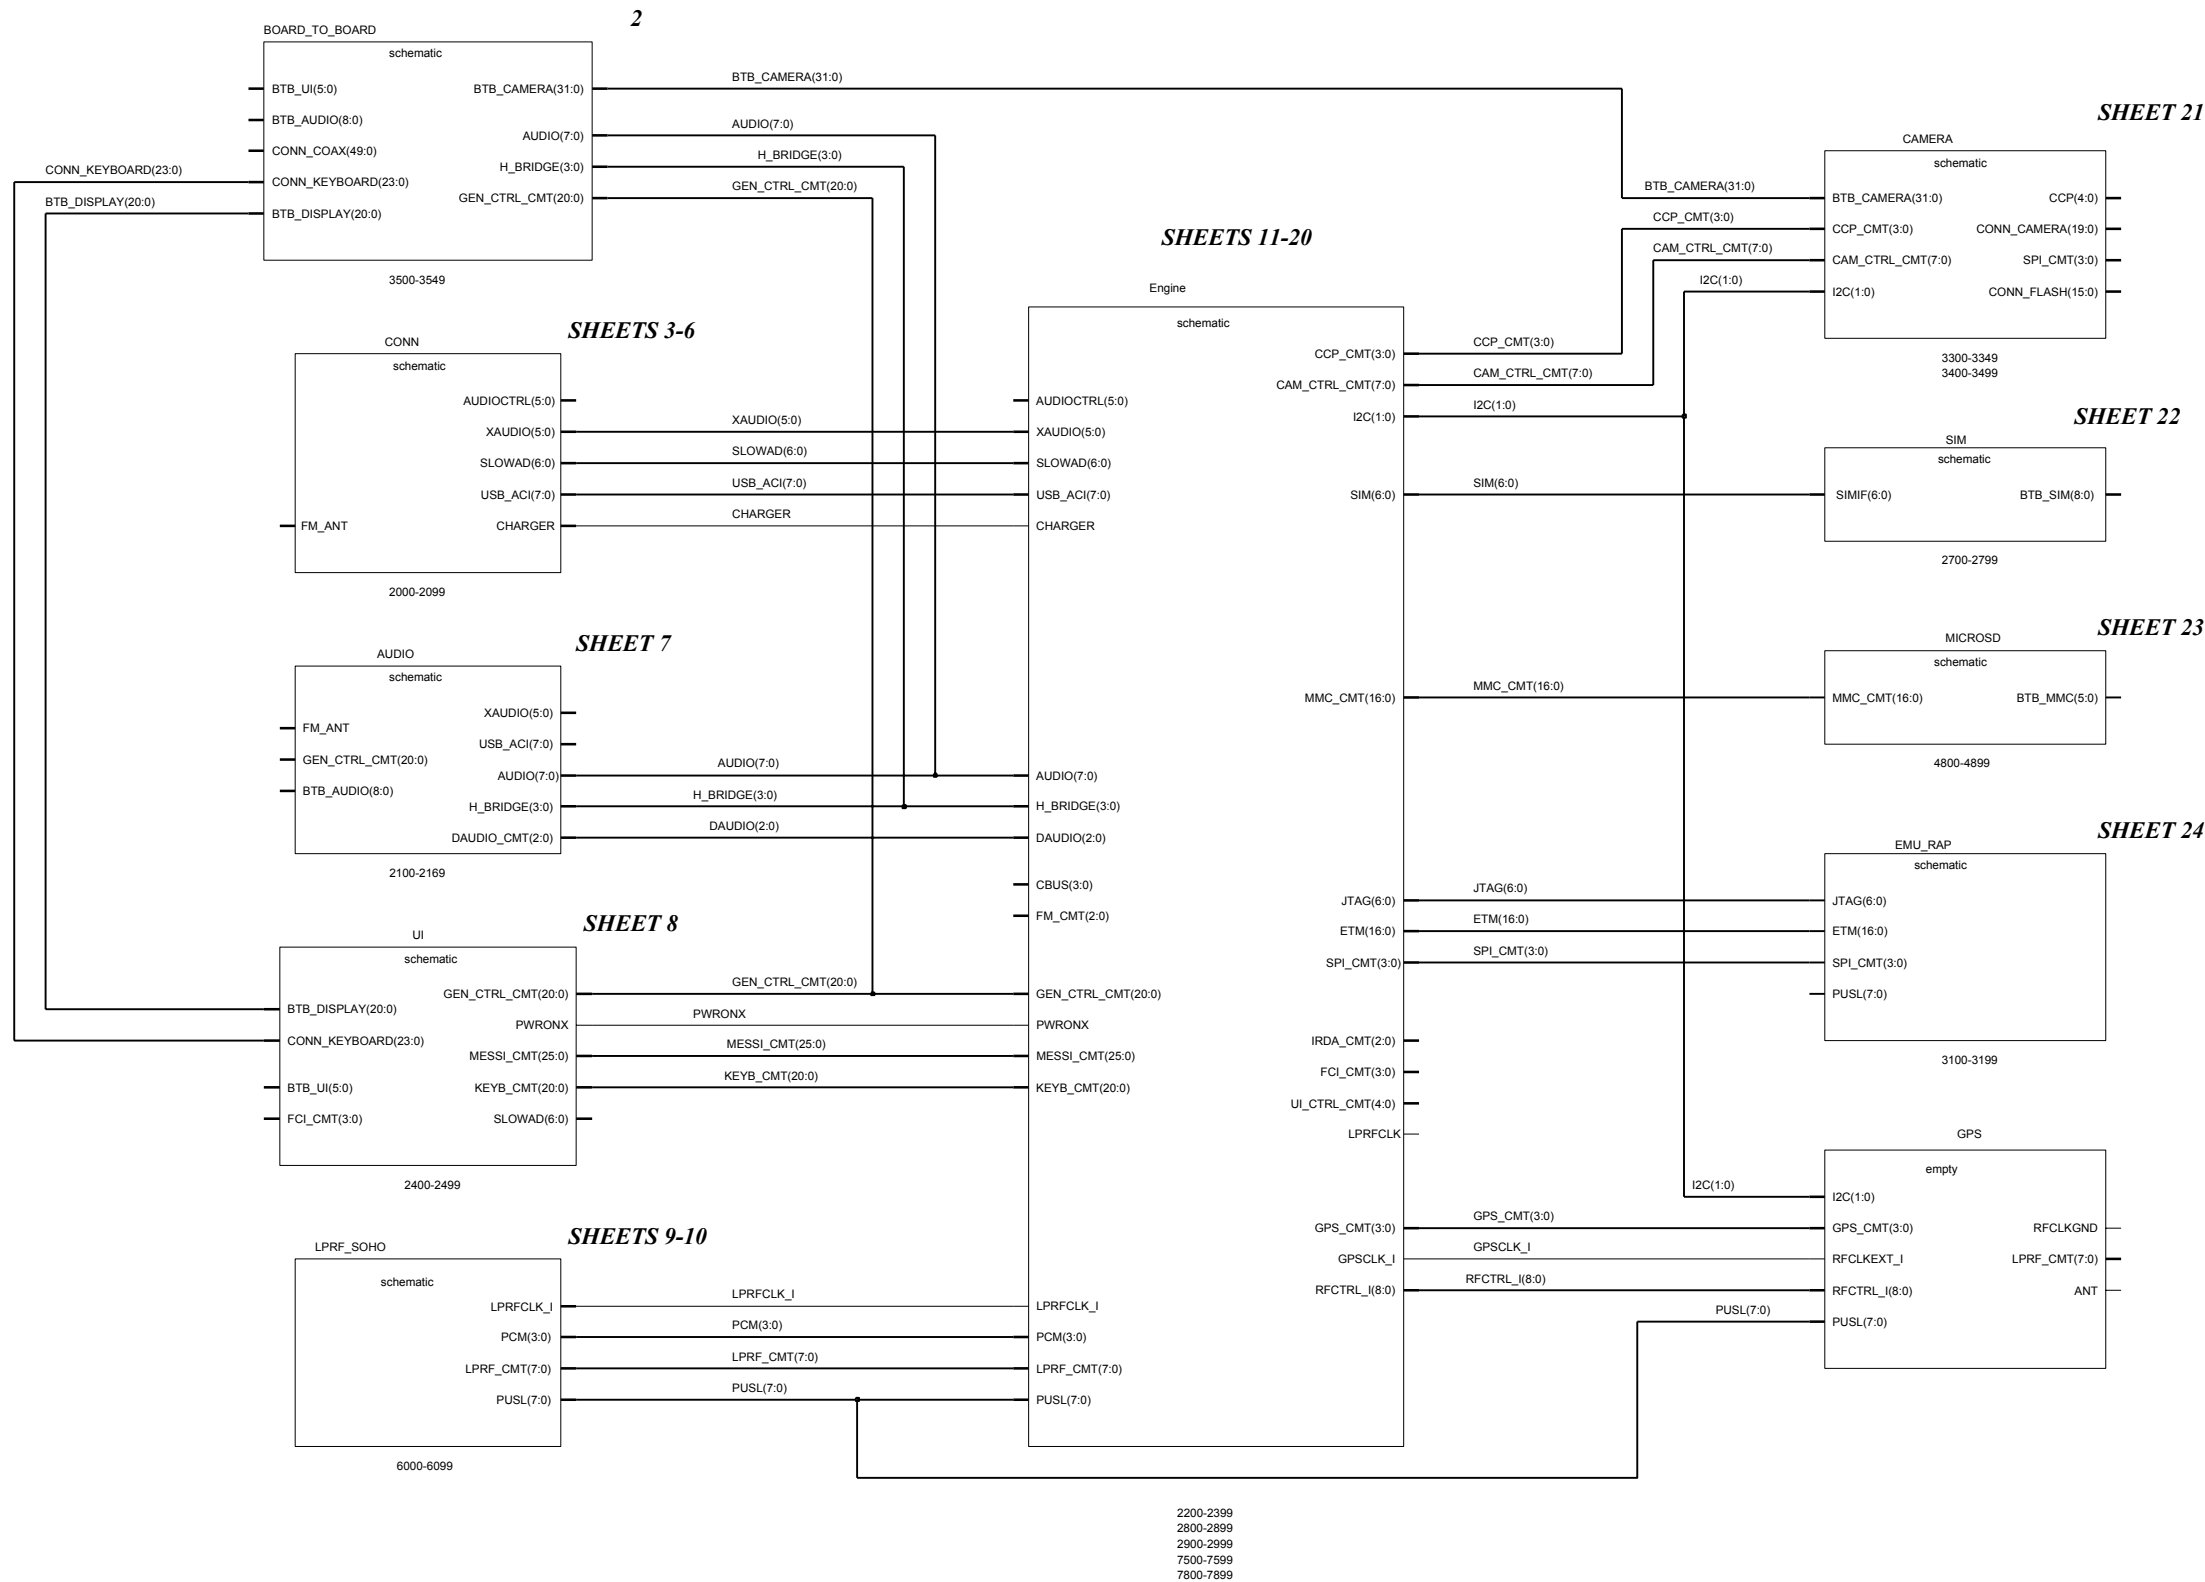 2
BOARD_TO_BOARD
schematic
BTB_UI(5:0)
BTB_AUDIO(8:0)
CONN_COAX(49:0)
CONN_KEYBOARD(23:0)
BTB_DISPLAY(20:0)
BTB_CAMERA(31:0)
AUDIO(7:0)
H_BRIDGE(3:0)
GEN_CTRL_CMT(20:0)
3500-3549
CONN_KEYBOARD(23:0)
BTB_DISPLAY(20:0)
BTB_CAMERA(31:0)
AUDIO(7:0)
H_BRIDGE(3:0)
GEN_CTRL_CMT(20:0)
SHEETS 3-6
CONN
schematic
AUDIOCTRL(5:0)
XAUDIO(5:0)
SLOWAD(6:0)
USB_ACI(7:0)
FM_ANT
CHARGER
2000-2099
XAUDIO(5:0)
SLOWAD(6:0)
USB_ACI(7:0)
CHARGER
SHEET 7
AUDIO
schematic
FM_ANT
GEN_CTRL_CMT(20:0)
BTB_AUDIO(8:0)
XAUDIO(5:0)
USB_ACI(7:0)
AUDIO(7:0)
H_BRIDGE(3:0)
DAUDIO_CMT(2:0)
2100-2169
AUDIO(7:0)
H_BRIDGE(3:0)
DAUDIO(2:0)
SHEET 8
UI
schematic
BTB_DISPLAY(20:0)
CONN_KEYBOARD(23:0)
BTB_UI(5:0)
FCI_CMT(3:0)
GEN_CTRL_CMT(20:0)
PWRONX
MESSI_CMT(25:0)
KEYB_CMT(20:0)
SLOWAD(6:0)
2400-2499
GEN_CTRL_CMT(20:0)
PWRONX
MESSI_CMT(25:0)
KEYB_CMT(20:0)
SHEETS 9-10
LPRF_SOHO
schematic
LPRFCLK_I
PCM(3:0)
LPRF_CMT(7:0)
PUSL(7:0)
6000-6099
LPRFCLK_I
PCM(3:0)
LPRF_CMT(7:0)
PUSL(7:0)
SHEETS 11-20
Engine
schematic
AUDIOCTRL(5:0)
XAUDIO(5:0)
SLOWAD(6:0)
USB_ACI(7:0)
CHARGER
AUDIO(7:0)
H_BRIDGE(3:0)
DAUDIO(2:0)
CBUS(3:0)
FM_CMT(2:0)
GEN_CTRL_CMT(20:0)
PWRONX
MESSI_CMT(25:0)
KEYB_CMT(20:0)
LPRFCLK_I
PCM(3:0)
LPRF_CMT(7:0)
PUSL(7:0)
CCP_CMT(3:0)
CAM_CTRL_CMT(7:0)
I2C(1:0)
SIM(6:0)
MMC_CMT(16:0)
JTAG(6:0)
ETM(16:0)
SPI_CMT(3:0)
IRDA_CMT(2:0)
FCI_CMT(3:0)
UI_CTRL_CMT(4:0)
LPRFCLK
GPS_CMT(3:0)
GPSCLK_I
RFCTRL_I(8:0)
2200-2399
2800-2899
2900-2999
7500-7599
7800-7899
CCP_CMT(3:0)
CAM_CTRL_CMT(7:0)
I2C(1:0)
SIM(6:0)
MMC_CMT(16:0)
JTAG(6:0)
ETM(16:0)
SPI_CMT(3:0)
GPS_CMT(3:0)
GPSCLK_I
RFCTRL_I(8:0)
BTB_CAMERA(31:0)
CCP_CMT(3:0)
CAM_CTRL_CMT(7:0)
I2C(1:0)
I2C(1:0)
PUSL(7:0)
SHEET 21
CAMERA
schematic
BTB_CAMERA(31:0)
CCP_CMT(3:0)
CAM_CTRL_CMT(7:0)
I2C(1:0)
CCP(4:0)
CONN_CAMERA(19:0)
SPI_CMT(3:0)
CONN_FLASH(15:0)
3300-3349
3400-3499
SHEET 22
SIM
schematic
SIMIF(6:0)
BTB_SIM(8:0)
2700-2799
SHEET 23
MICROSD
schematic
MMC_CMT(16:0)
BTB_MMC(5:0)
4800-4899
SHEET 24
EMU_RAP
schematic
JTAG(6:0)
ETM(16:0)
SPI_CMT(3:0)
PUSL(7:0)
3100-3199
GPS
empty
I2C(1:0)
GPS_CMT(3:0)
RFCLKEXT_I
RFCTRL_I(8:0)
PUSL(7:0)
RFCLKGND
LPRF_CMT(7:0)
ANT